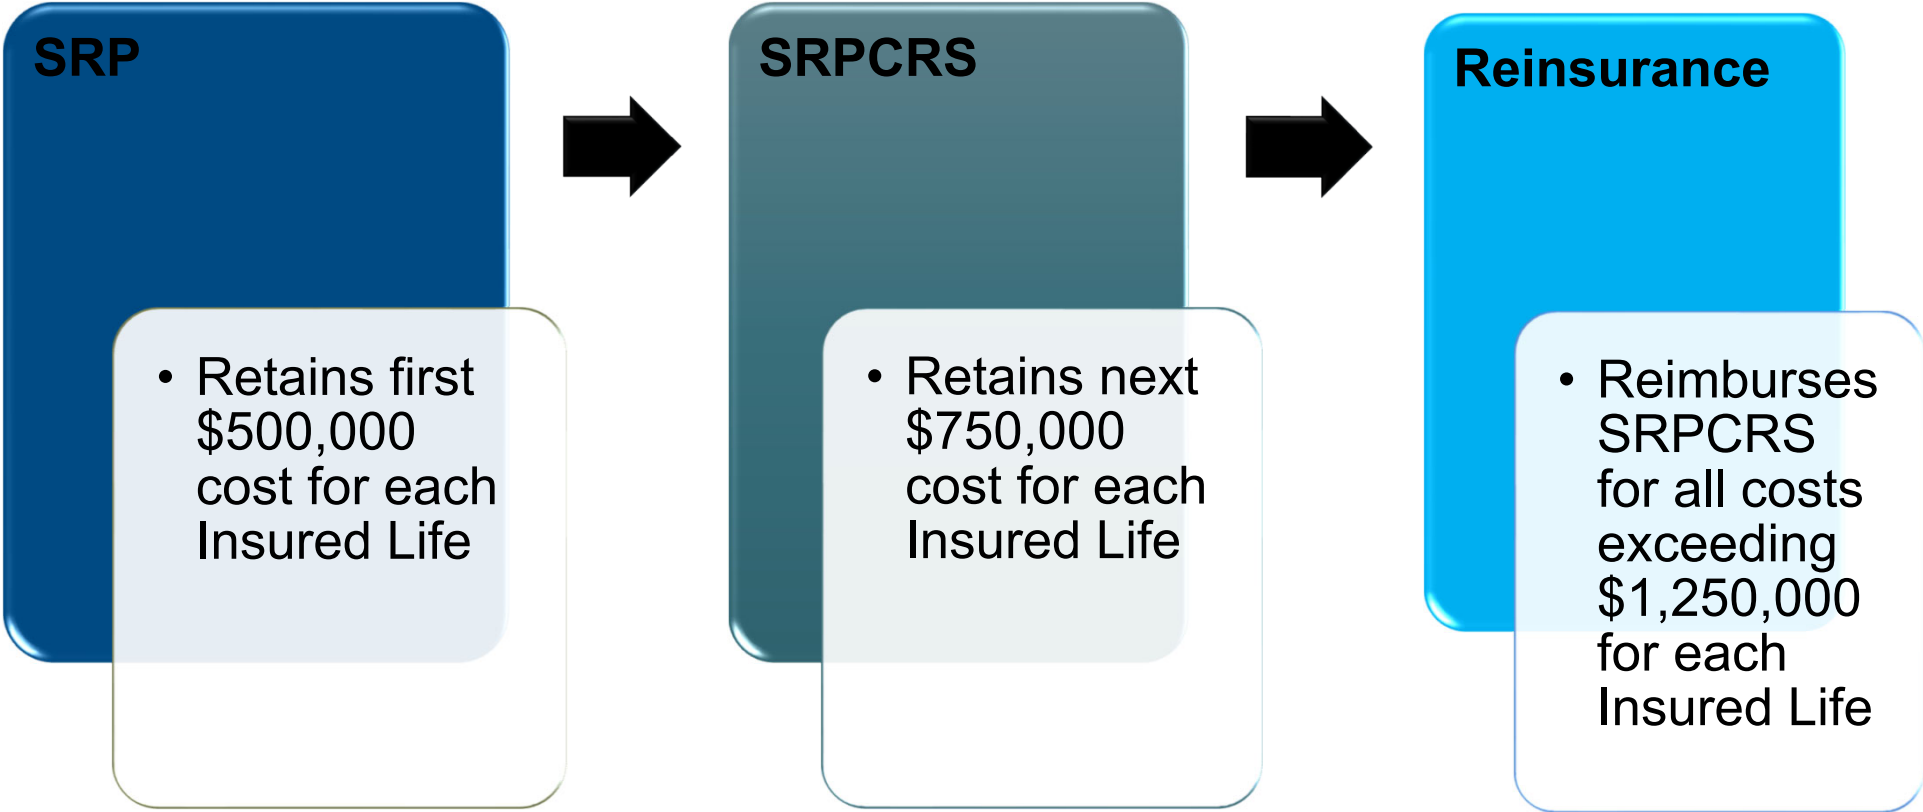 SRP
• Retains first
$500,000
cost for each
Insured Life
SRPCRS
• Retains next
$750,000
cost for each
Insured Life
Reinsurance
• Reimburses
SRPCRS
for all costs
exceeding
$1,250,000
for each
Insured Life